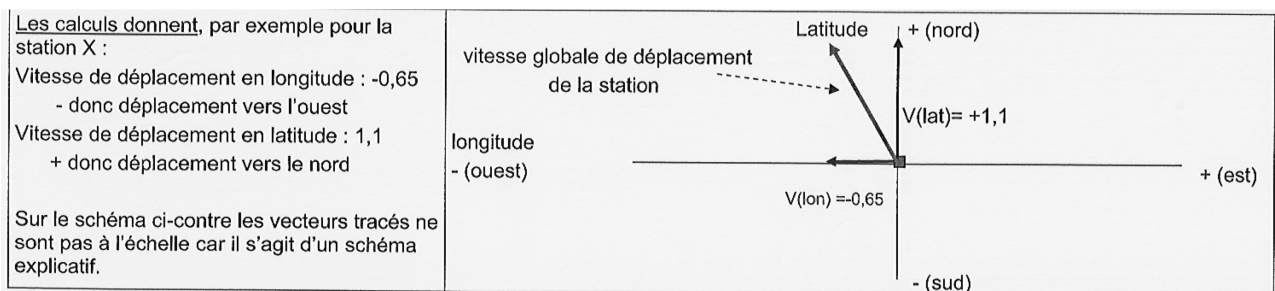 Les calculs donnent, par exemple pour la
station X :
Vitesse de déplacement en longitude : -0,65
- donc déplacement vers l'ouest
Vitesse de déplacement en latitude : 1,1
+ donc déplacement vers le nord
Sur le schéma ci-contre les vecteurs tracés ne
sont pas à l'échelle car il s'agit d'un schéma
explicatif.
Latitude
+ (nord)
vitesse globale de déplacement
de la station
V(lat)= +1,1
longitude
- (ouest)
+ (est)
V(lon) =-0,65
- (sud)